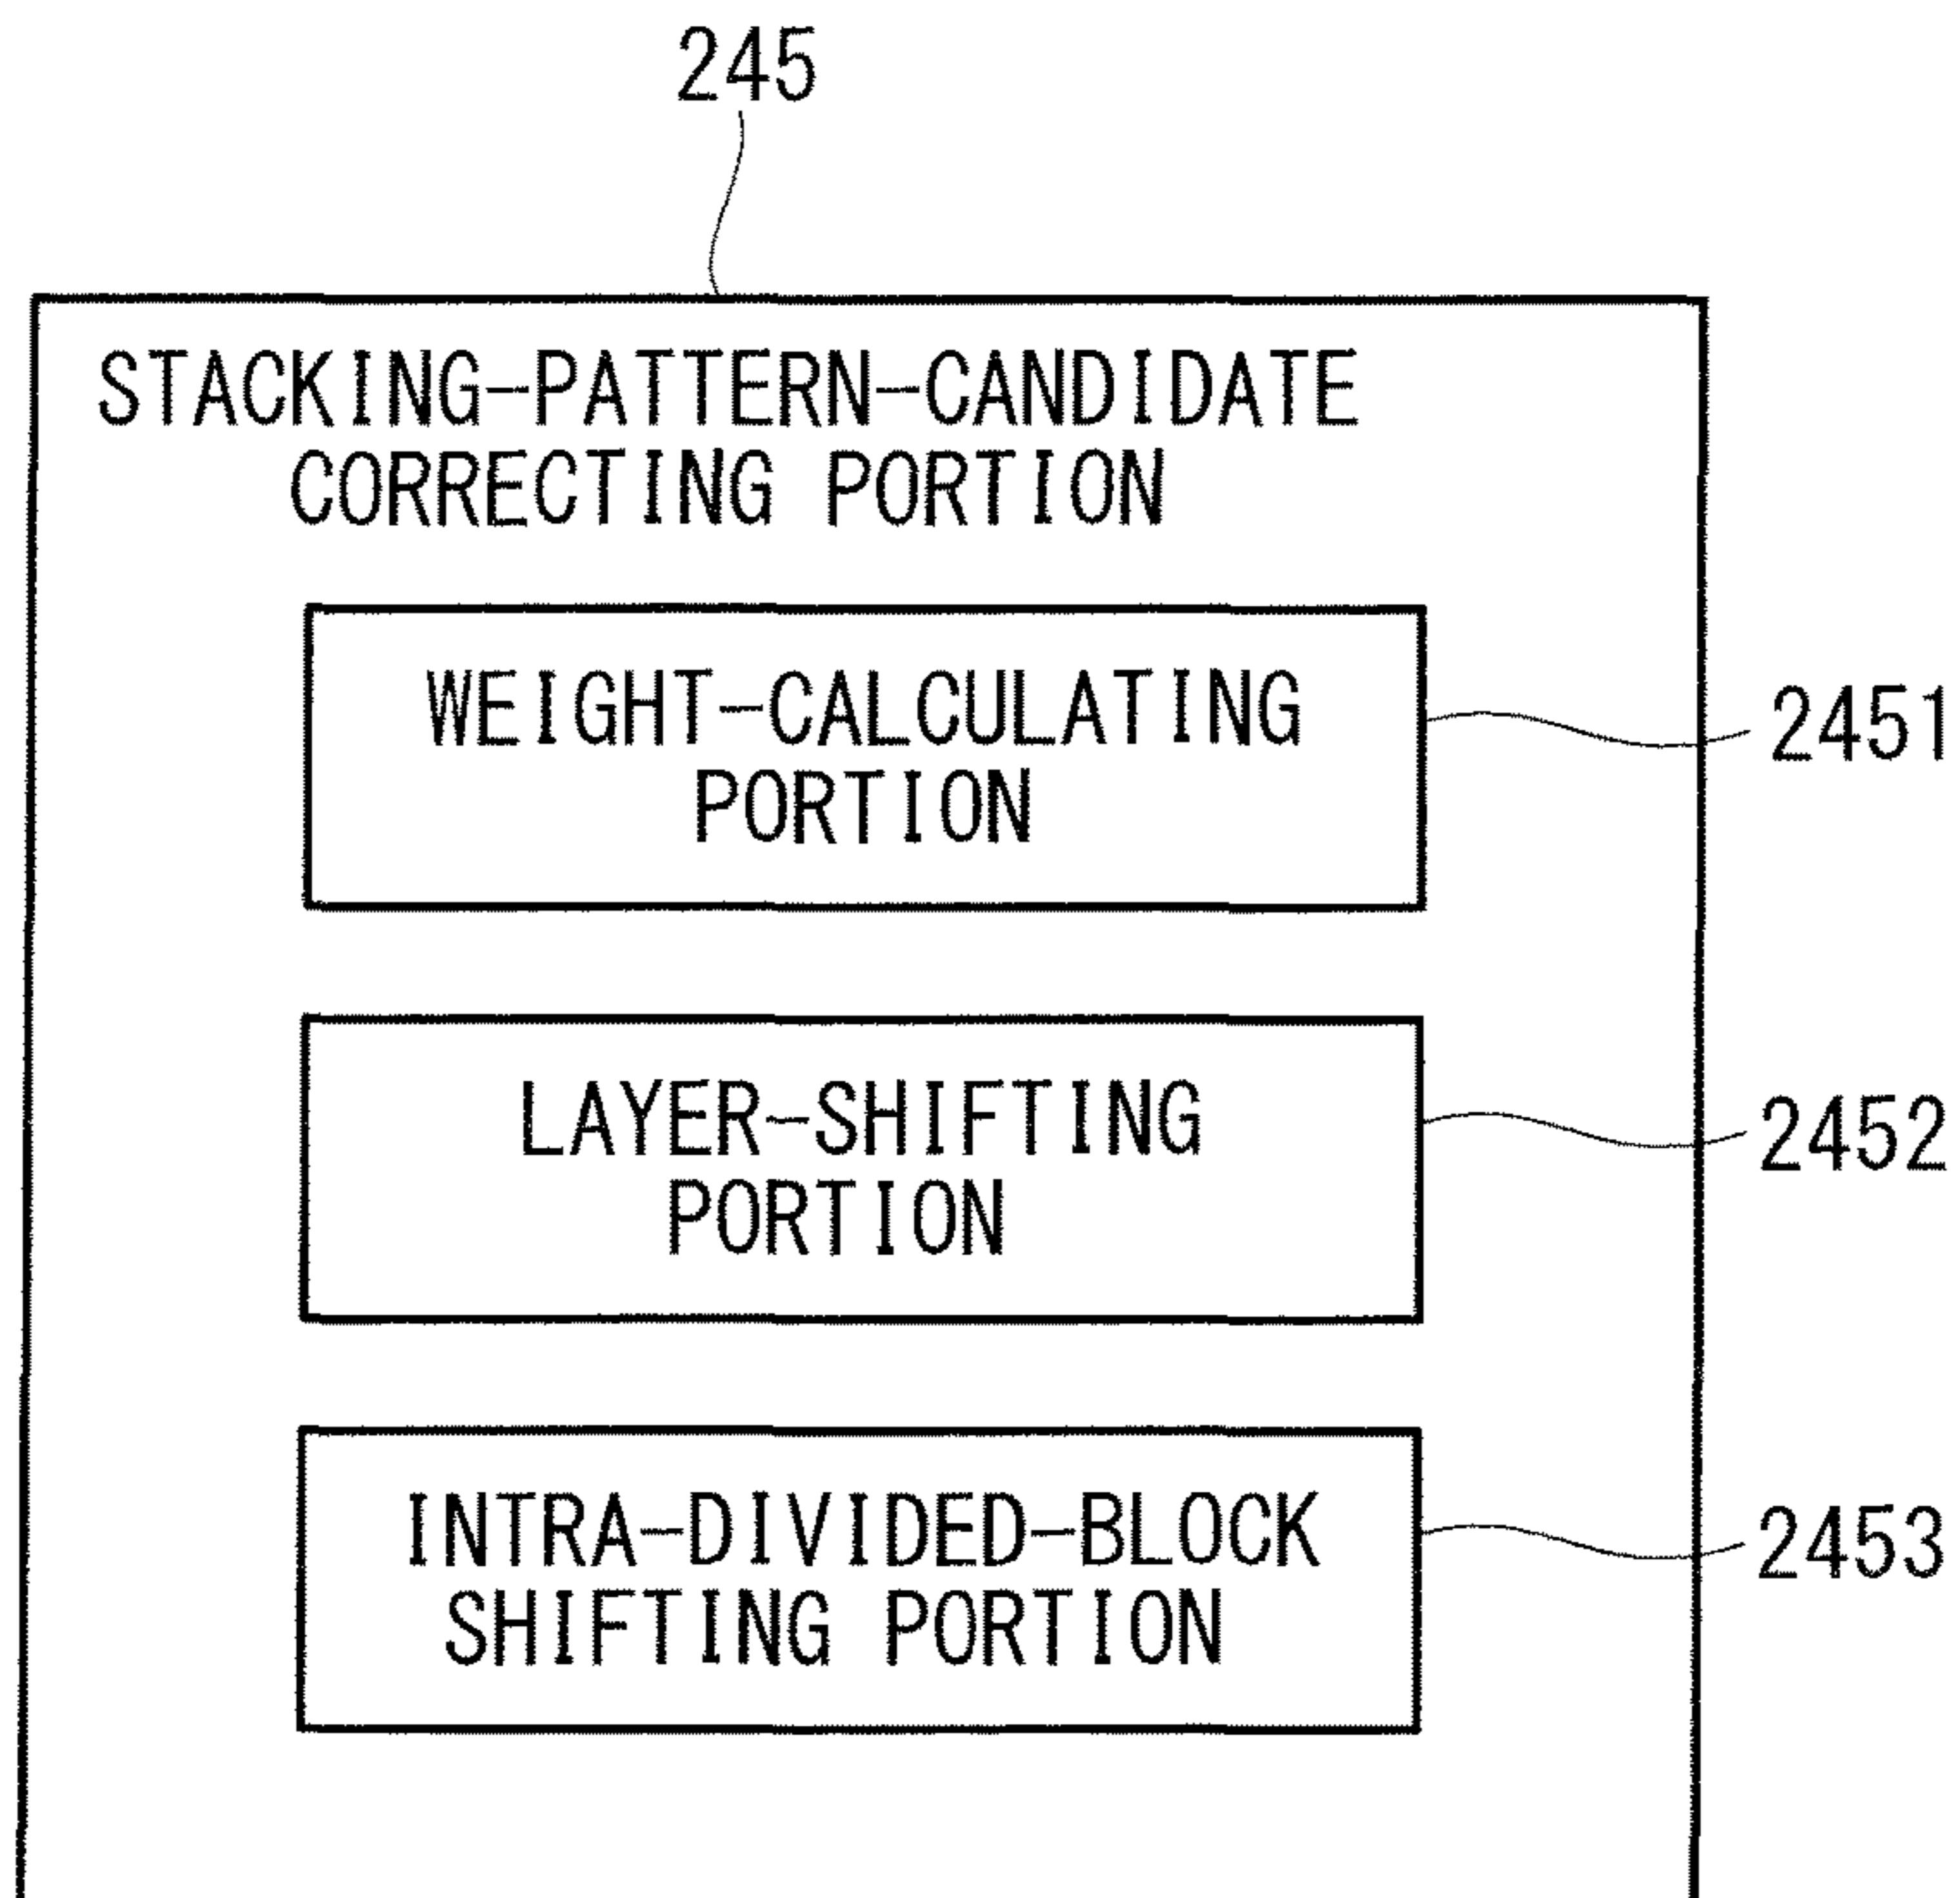 245
STACKING-PATTERN-CANDIDATE
CORRECTING PORTION
WEIGHT-CALCULATING
PORTION
2451
LAYER-SHIFTING
PORTION
2452
INTRA-DIVIDED-BLOCK
SHIFTING PORTION
2453